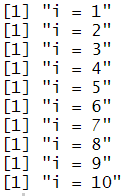 [1] "i = 1"
[1] "i = 2"
[1] "i = 3"
[1] "i = 4"
[1] "i = 5"
[1] "i = 6"
[1] "i = 7"
[1] "i = 8"
[1] "i = 9"
[1] "i = 10"